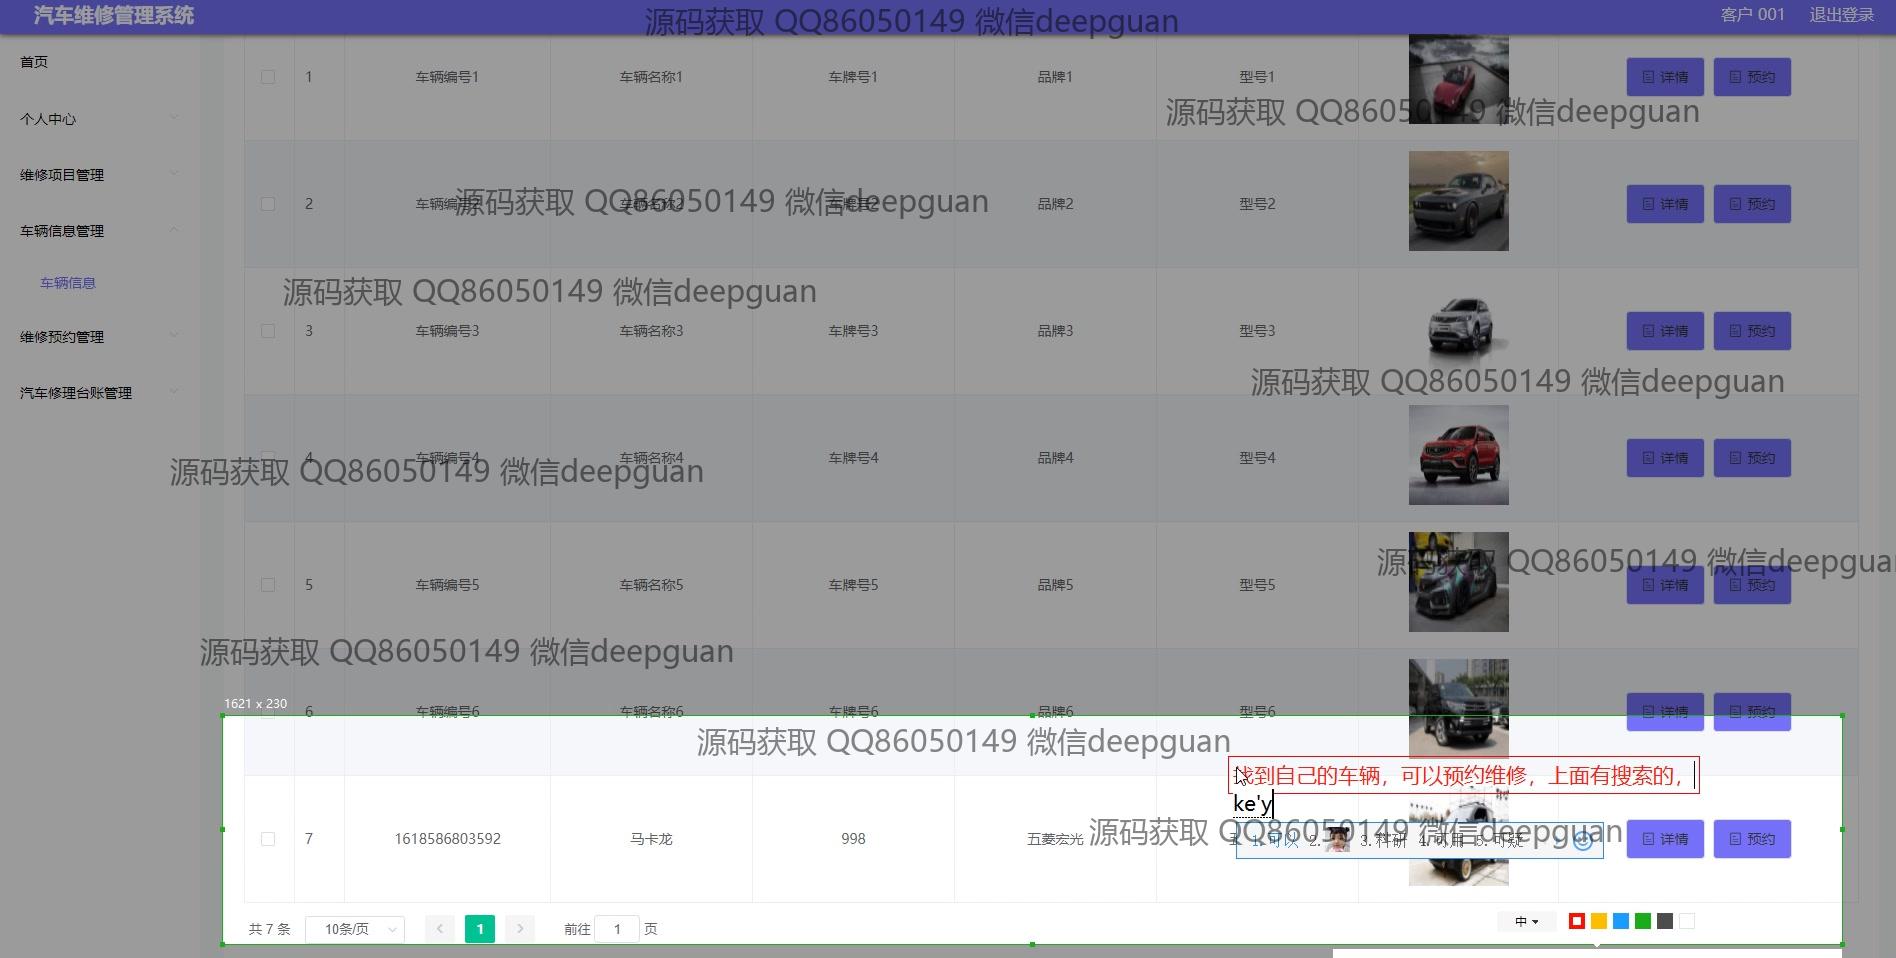 汽车维修管理系统
客户 001 退出登录
源码获取 QQ86050149 微信deepguan
首页
个人中心
维修项目管理
车辆信息管理
车辆信息
维修预约管理
汽车修理台账管理
1 车辆编号1 车辆名称1 车牌号1 品牌1 型号1 详情 预约
源码获取 QQ86050149 微信deepguan
2 车辆编号2 车辆名称2 车牌号2 品牌2 型号2 详情 预约
源码获取 QQ86050149 微信deepguan
源码获取 QQ86050149 微信deepguan
3 车辆编号3 车辆名称3 车牌号3 品牌3 型号3 详情 预约
源码获取 QQ86050149 微信deepguan
4 车辆编号4 车辆名称4 车牌号4 品牌4 型号4 详情 预约
源码获取 QQ86050149 微信deepguan
源码获取 QQ86050149 微信deepguan
5 车辆编号5 车辆名称5 车牌号5 品牌5 型号5 详情 预约
源码获取 QQ86050149 微信deepguan
1621 x 230
6 车辆编号6 车辆名称6 车牌号6 品牌6 型号6 详情 预约
源码获取 QQ86050149 微信deepguan
找到自己的车辆，可以预约维修，上面有搜索的，
ke'y
1.可以 2. 3.科研 4.可用 5.可疑
源码获取 QQ86050149 微信deepguan
7 1618586803592 马卡龙 998 五菱宏光 详情 预约
共 7 条 10条/页 1 前往 1 页
中